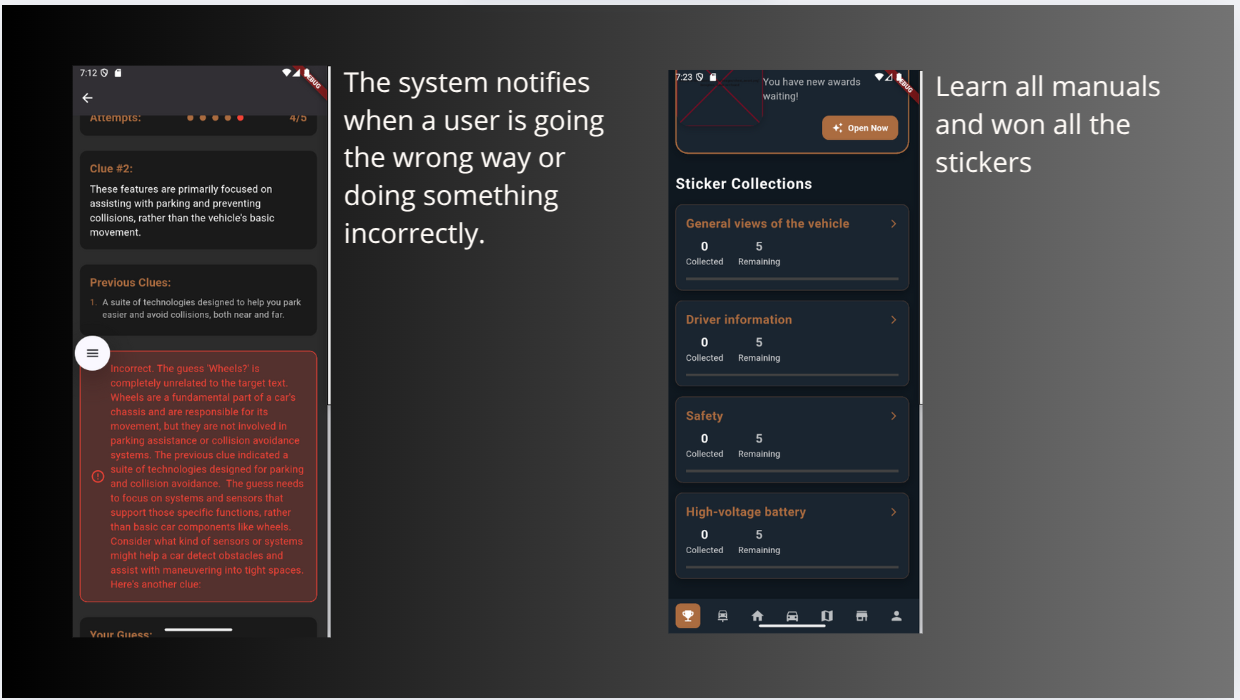 7:12
DEBUG
Attempts:
4/5
Clue #2:
These features are primarily focused on
assisting with parking and preventing
collisions, rather than the vehicle's basic
movement.
Previous Clues:
1. A suite of technologies designed to help you park
easier and avoid collisions, both near and far.
Incorrect. The guess 'Wheels?' is
completely unrelated to the target text.
Wheels are a fundamental part of a car's
chassis and are responsible for its
movement, but they are not involved in
parking assistance or collision avoidance
systems. The previous clue indicated a
suite of technologies designed for parking
and collision avoidance. The guess needs
to focus on systems and sensors that
support those specific functions, rather
than basic car components like wheels.
Consider what kind of sensors or systems
might help a car detect obstacles and
assist with maneuvering into tight spaces.
Here's another clue:
Your Guess:
The system notifies
when a user is going
the wrong way or
doing something
incorrectly.
7:23
DEBUG
You have new awards
waiting!
Open Now
Sticker Collections
General views of the vehicle
0 5
Collected Remaining
Driver information
0 5
Collected Remaining
Safety
0 5
Collected Remaining
High-voltage battery
0 5
Collected Remaining
Learn all manuals
and won all the
stickers